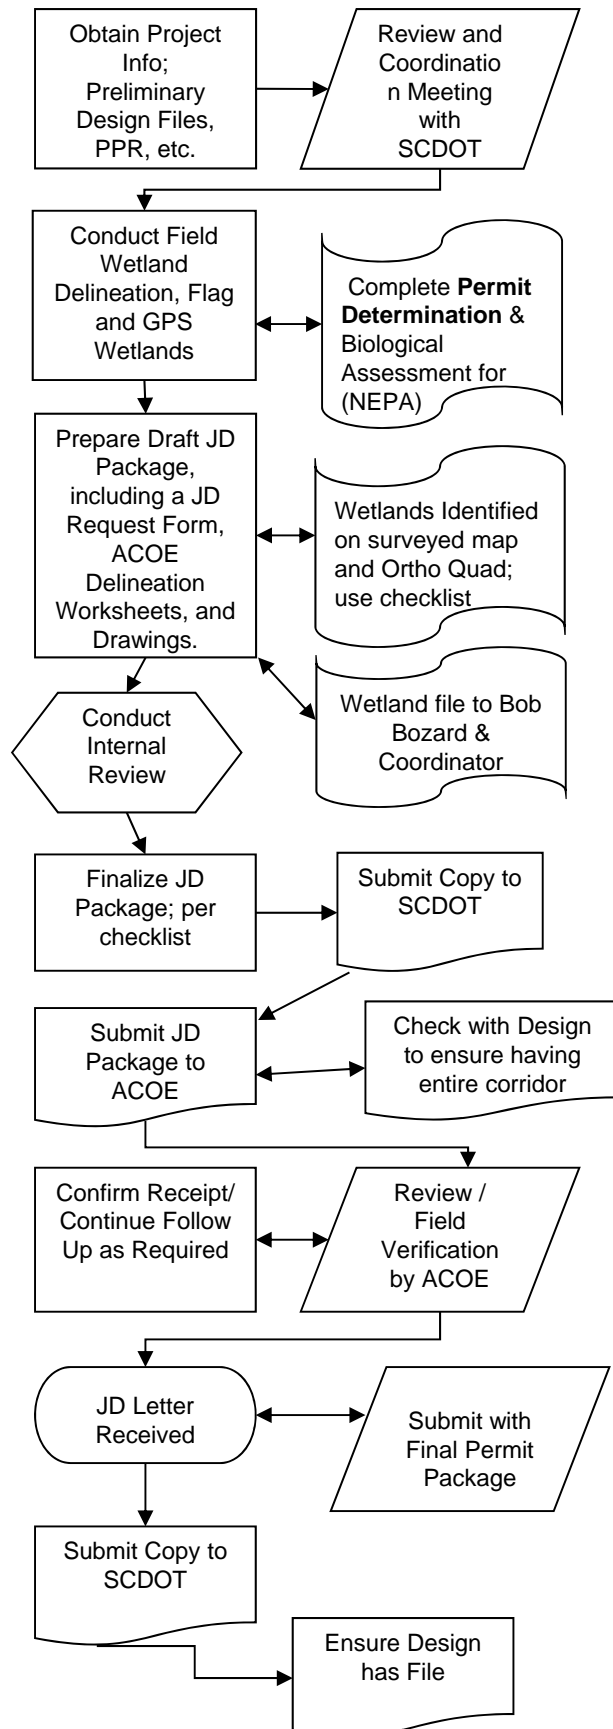 Obtain Project
Info;
Preliminary
Design Files,
PPR, etc.
Review and
Coordinatio
n Meeting
with
SCDOT
Conduct Field
Wetland
Delineation, Flag
and GPS
Wetlands
Complete Permit
Determination &
Biological
Assessment for
(NEPA)
Prepare Draft JD
Package,
including a JD
Request Form,
ACOE
Delineation
Worksheets, and
Drawings.
Wetlands Identified
on surveyed map
and Ortho Quad;
use checklist
Wetland file to Bob
Bozard &
Coordinator
Conduct
Internal
Review
Finalize JD
Package; per
checklist
Submit Copy to
SCDOT
Submit JD
Package to
ACOE
Check with Design
to ensure having
entire corridor
Confirm Receipt/
Continue Follow
Up as Required
Review /
Field
Verification
by ACOE
JD Letter
Received
Submit with
Final Permit
Package
Submit Copy to
SCDOT
Ensure Design
has File